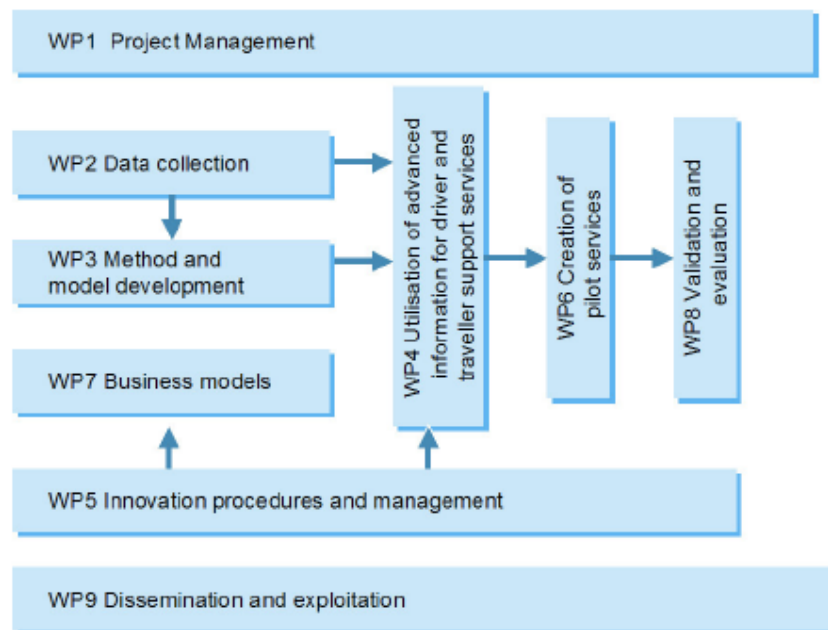 WP1 Project Management
WP2 Data collection
WP3 Method and
model development
WP7 Business models
WP4 Utilisation of advanced
information for driver and
traveller support services
WP6 Creation of
pilot services
WP8 Validation and
evaluation
WP5 Innovation procedures and management
WP9 Dissemination and exploitation